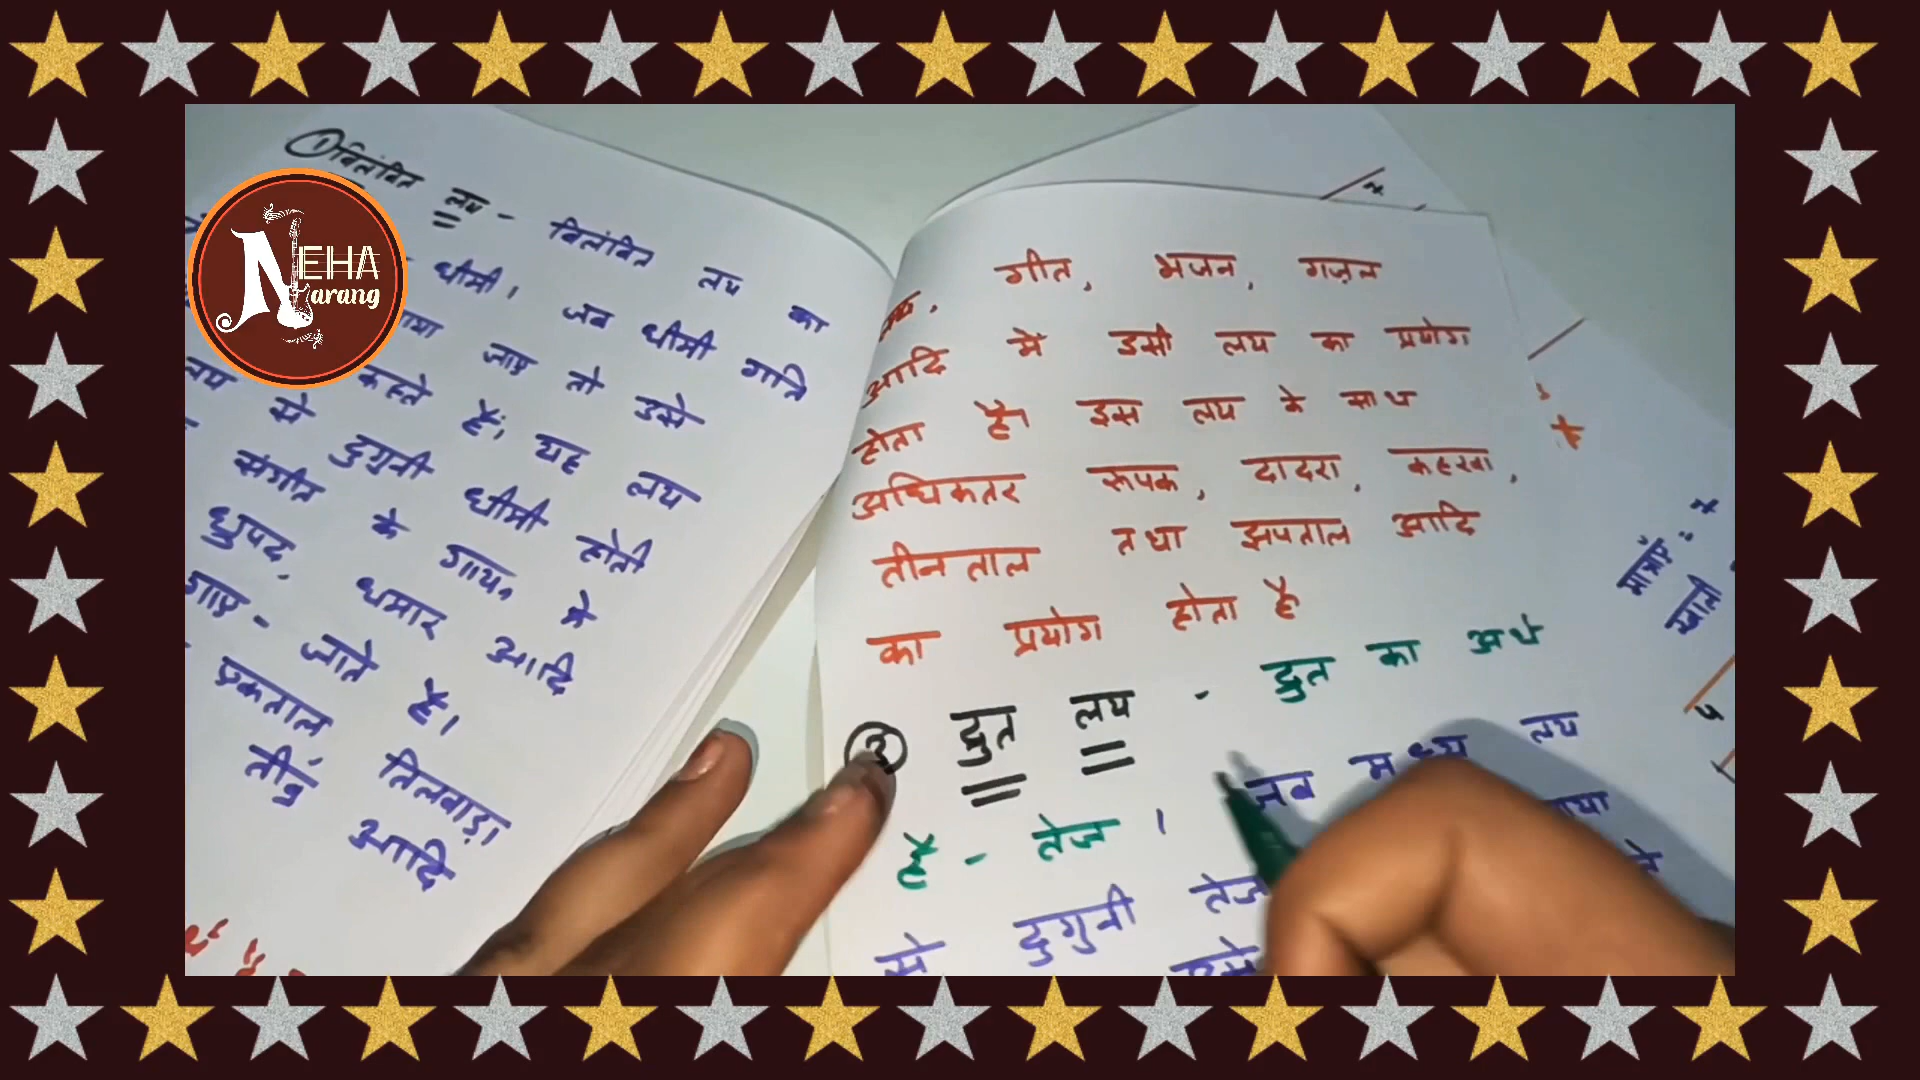 NEHA
Narang
① विलंबित लय - विलंबित लय का
धीमी। जब धीमी गति
जाए तो उसे
कहते हैं। यह लय
लय से दुगुनी धीमी होती
संगीत के गायन में
ध्रुपद, धमार आदि
गाए - जाते है।
एकताल, तिलवाड़ा
तीव्रा आदि
गीत, भजन, गज़ल
आदि में इसी लय का प्रयोग
होता है। इस लय के साथ
अधिकतर रूपक, दादरा, कहरवा,
तीनताल तथा झपताल आदि
का प्रयोग होता है
③ द्रुत लय - द्रुत का अर्थ
है - तेज। जब मध्य लय
से दुगुनी तेज